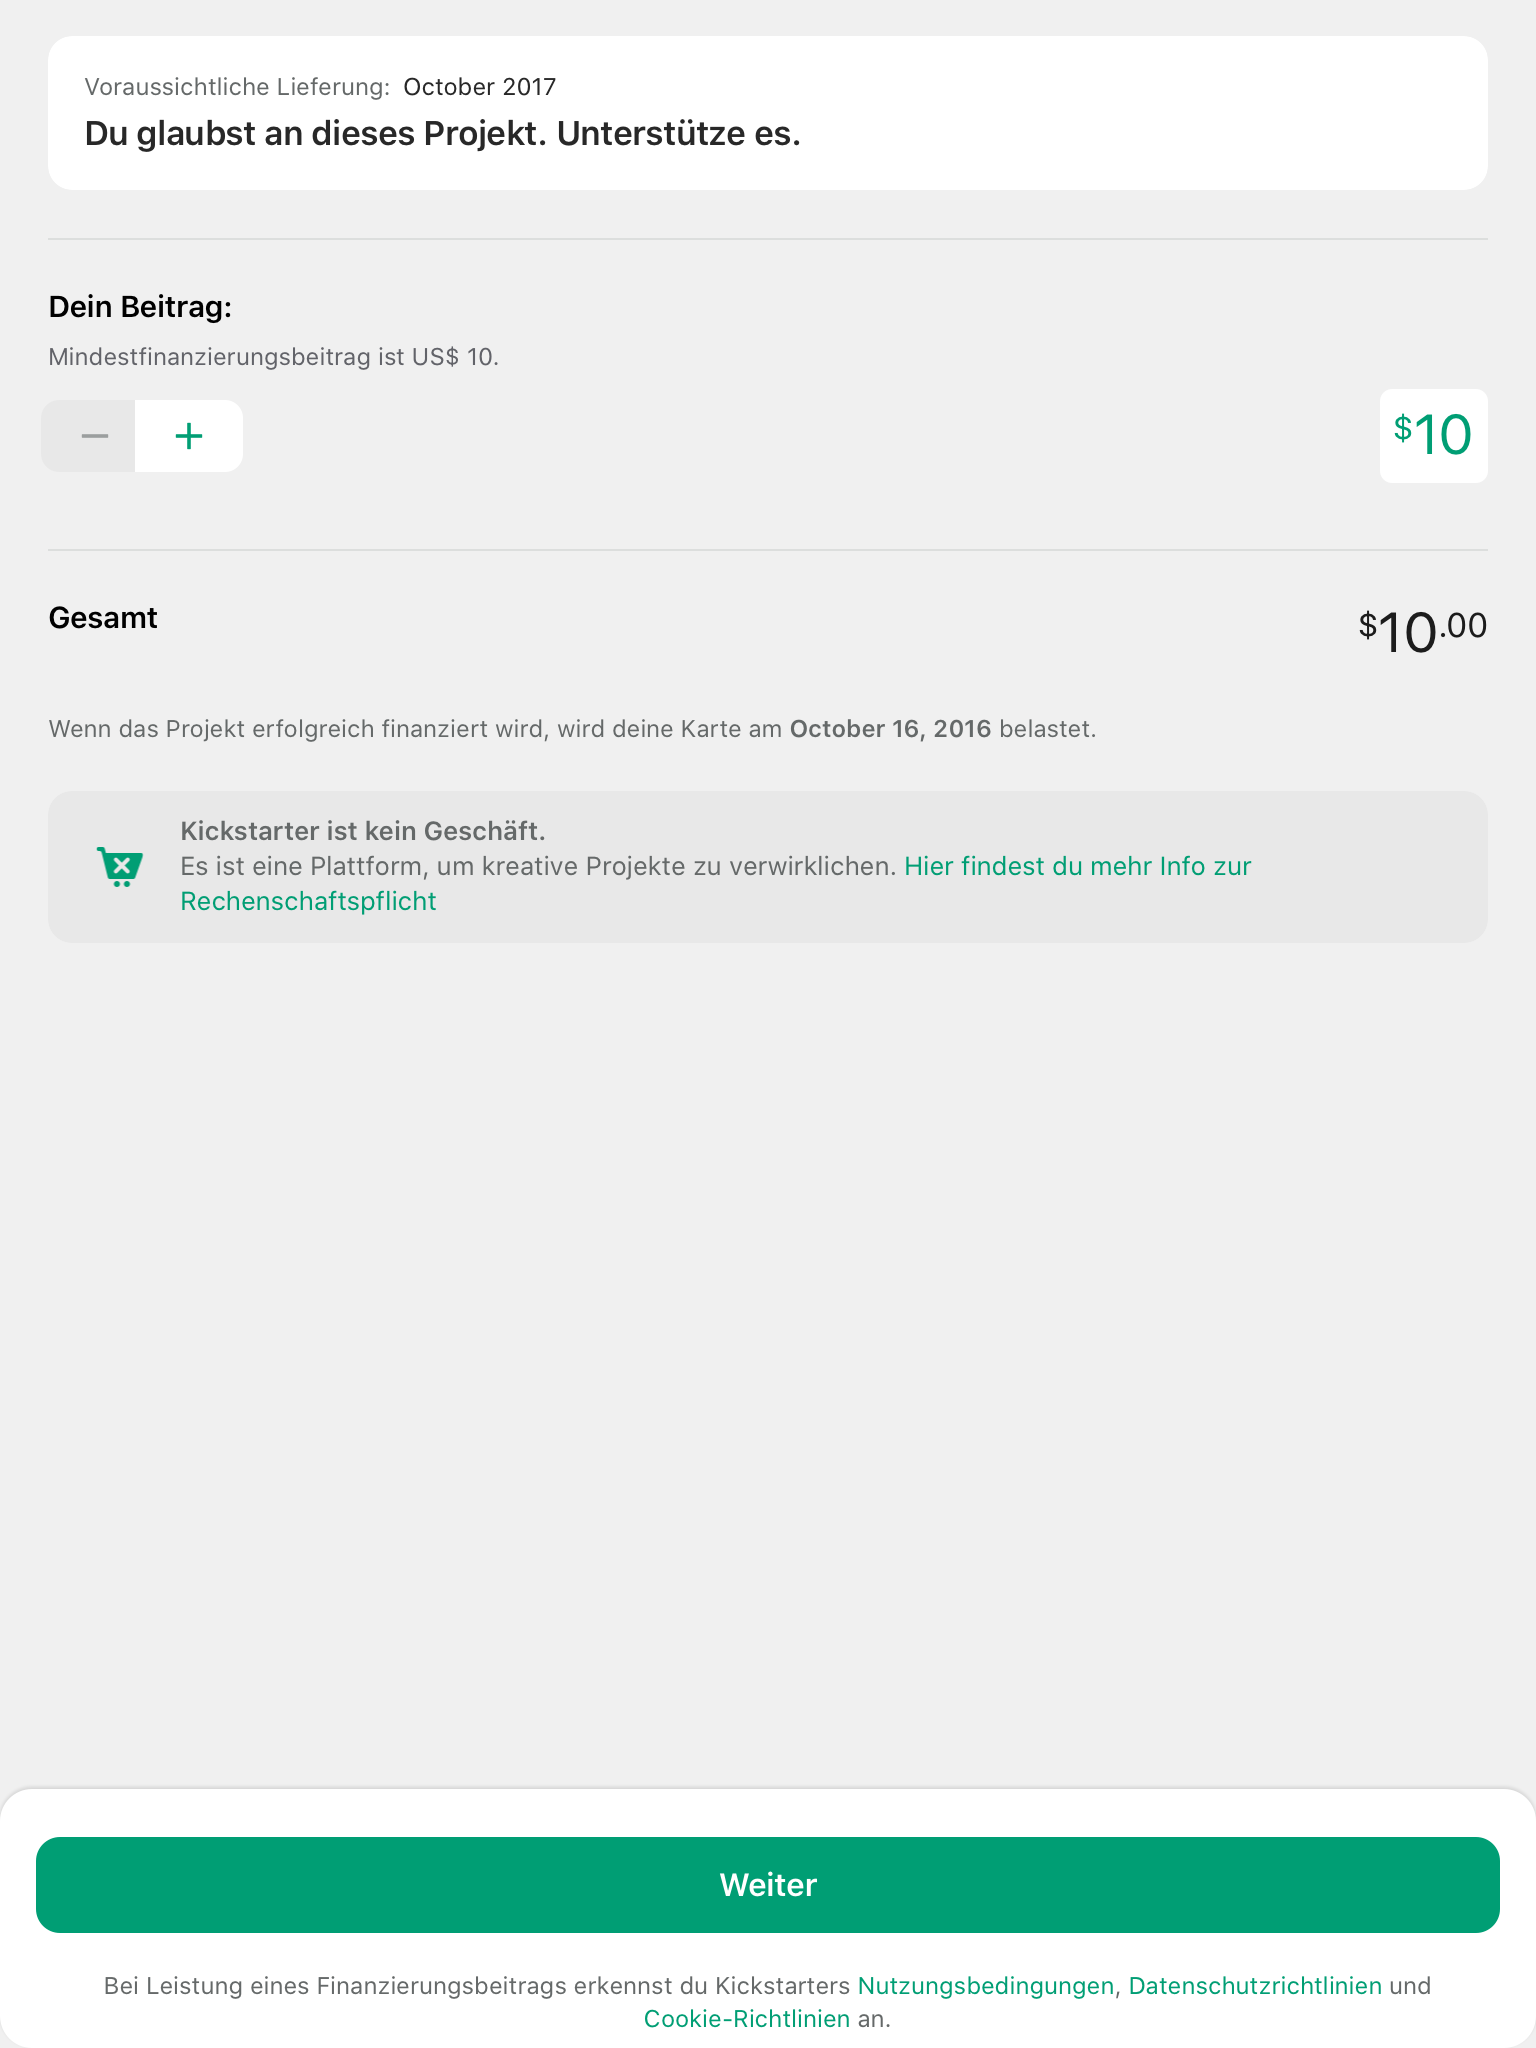 Voraussichtliche Lieferung: October 2017
Du glaubst an dieses Projekt. Unterstütze es.
Dein Beitrag:
Mindestfinanzierungsbeitrag ist US$ 10.
− + $10
Gesamt $10.00
Wenn das Projekt erfolgreich finanziert wird, wird deine Karte am October 16, 2016 belastet.
Kickstarter ist kein Geschäft.
Es ist eine Plattform, um kreative Projekte zu verwirklichen. Hier findest du mehr Info zur
Rechenschaftspflicht
Weiter
Bei Leistung eines Finanzierungsbeitrags erkennst du Kickstarters Nutzungsbedingungen, Datenschutzrichtlinien und
Cookie-Richtlinien an.